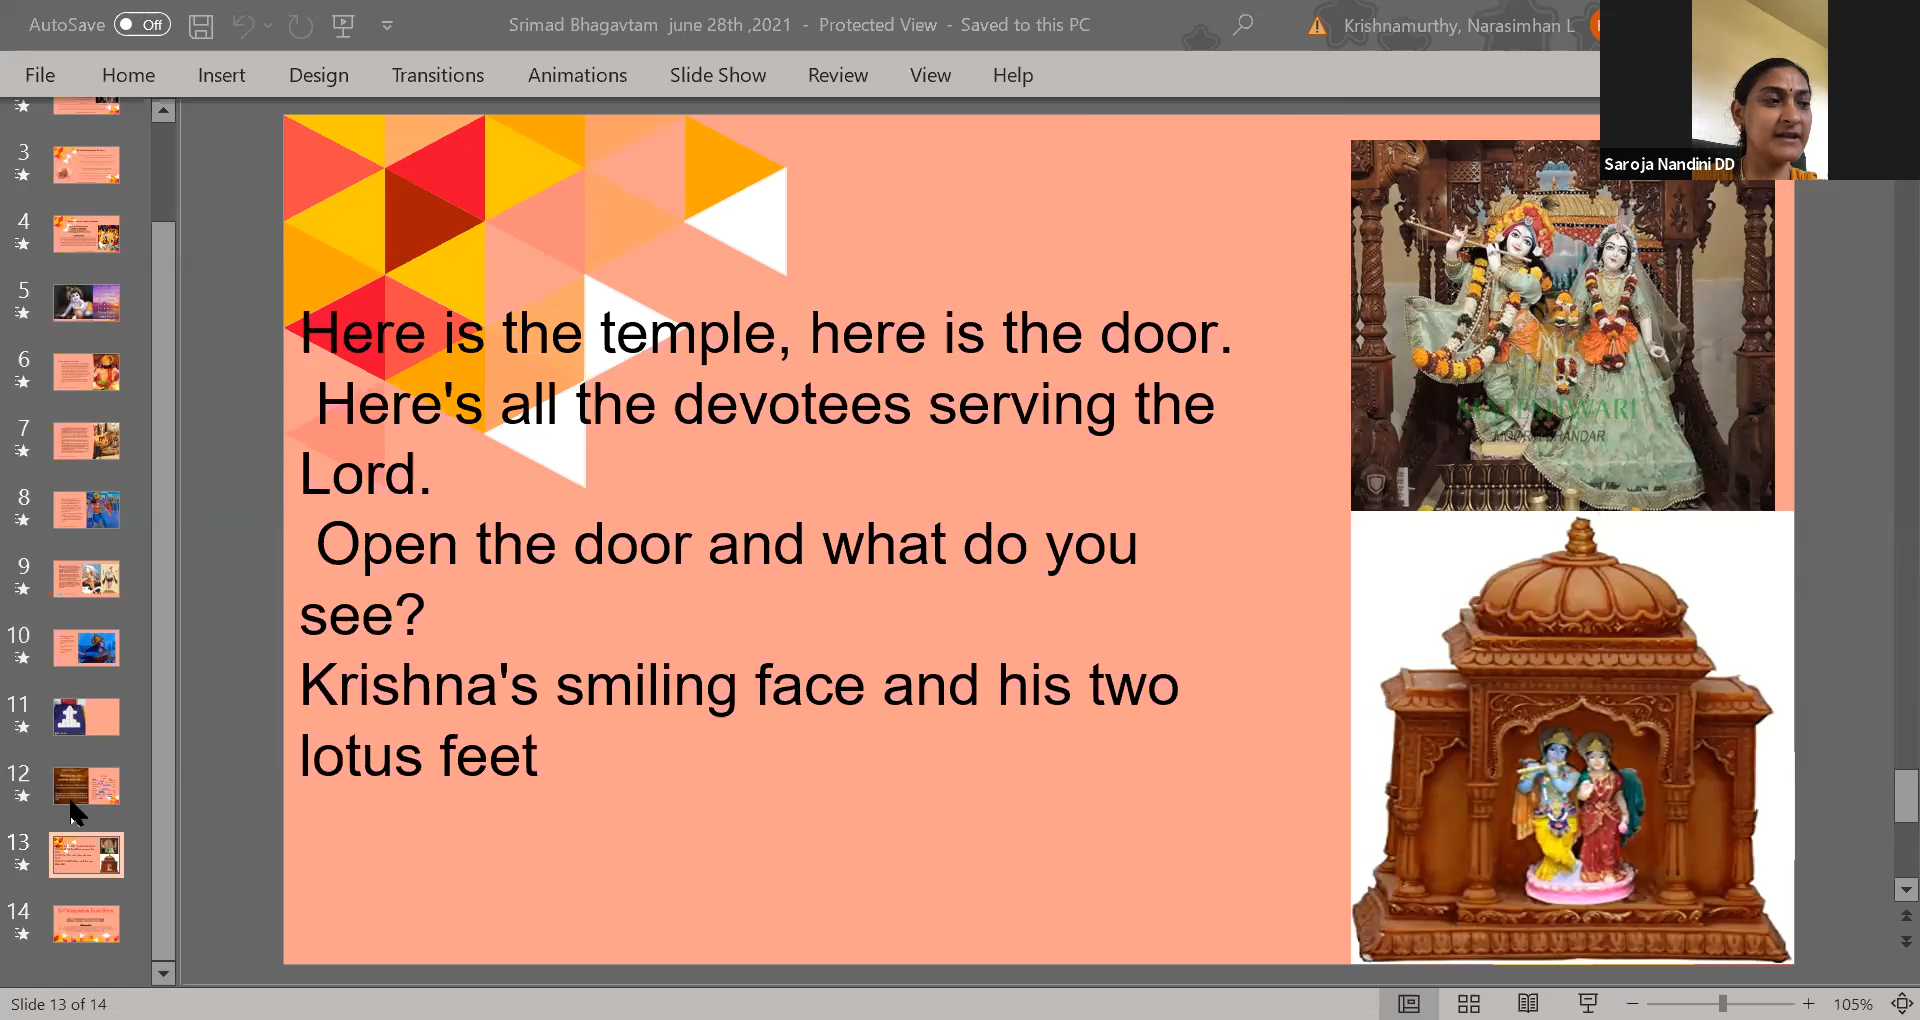 AutoSave Off
Srimad Bhagavtam june 28th ,2021 - Protected View - Saved to this PC
Krishnamurthy, Narasimhan L
File Home Insert Design Transitions Animations Slide Show Review View Help
Saroja Nandini DD
3
4
5
6
7
8
9
10
11
12
13
14
Here is the temple, here is the door.
Here's all the devotees serving the
Lord.
Open the door and what do you
see?
Krishna's smiling face and his two
lotus feet
MOORTI BHANDAR
Slide 13 of 14
105%